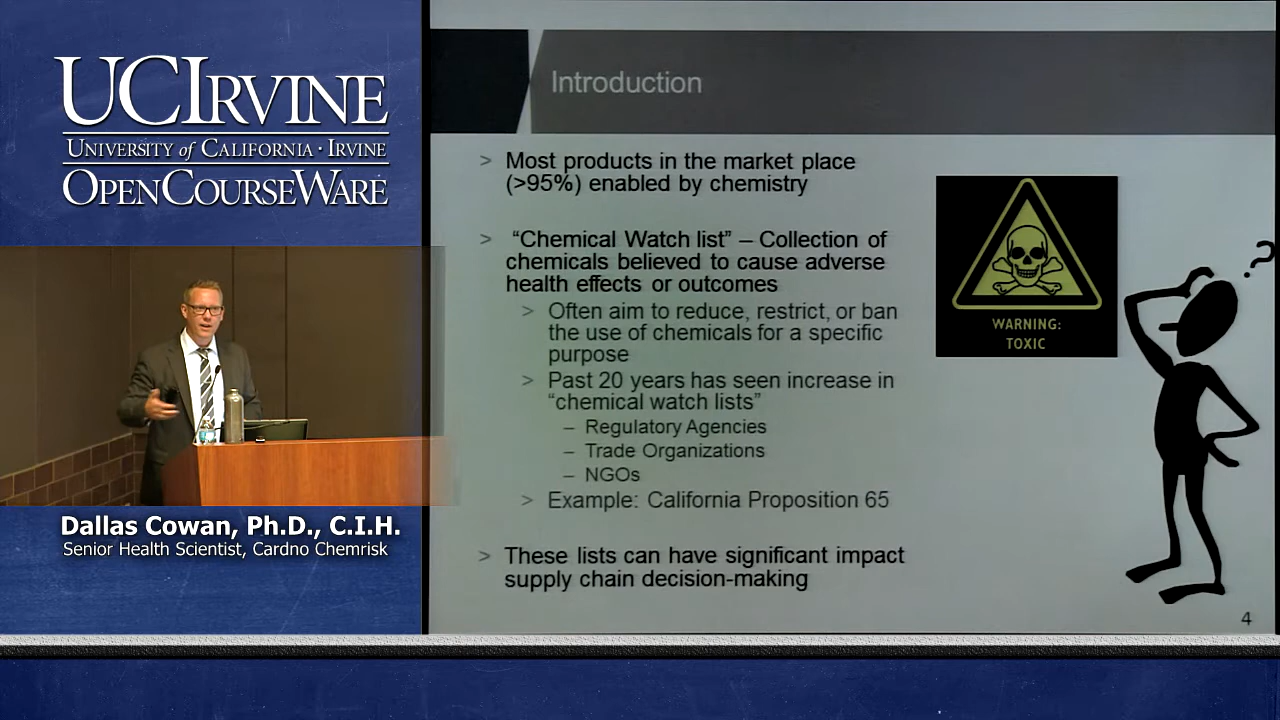 UCIRVINE
UNIVERSITY of CALIFORNIA · IRVINE
OPENCOURSEWARE
Dallas Cowan, Ph.D., C.I.H.
Senior Health Scientist, Cardno Chemrisk
Introduction
> Most products in the market place
(>95%) enabled by chemistry
> “Chemical Watch list” – Collection of
chemicals believed to cause adverse
health effects or outcomes
> Often aim to reduce, restrict, or ban
the use of chemicals for a specific
purpose
> Past 20 years has seen increase in
“chemical watch lists”
– Regulatory Agencies
– Trade Organizations
– NGOs
> Example: California Proposition 65
> These lists can have significant impact
supply chain decision-making
WARNING:
TOXIC
?
4